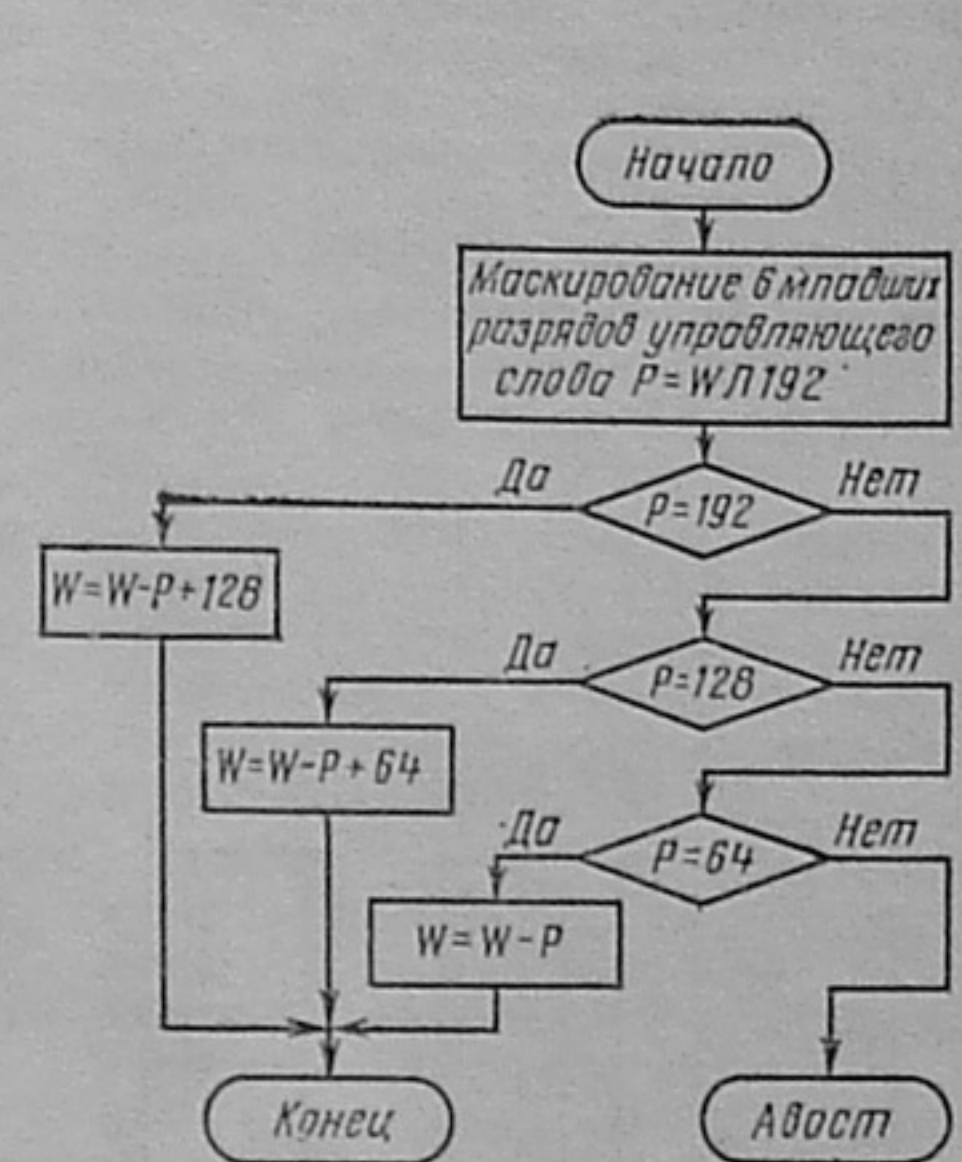 Начало
Маскирование 6 младших
разрядов управляющего
слова P=WЛ192
Да
Нет
P=192
W=W-P+128
Да
Нет
P=128
W=W-P+64
Да
Нет
P=64
W=W-P
Конец
Авост